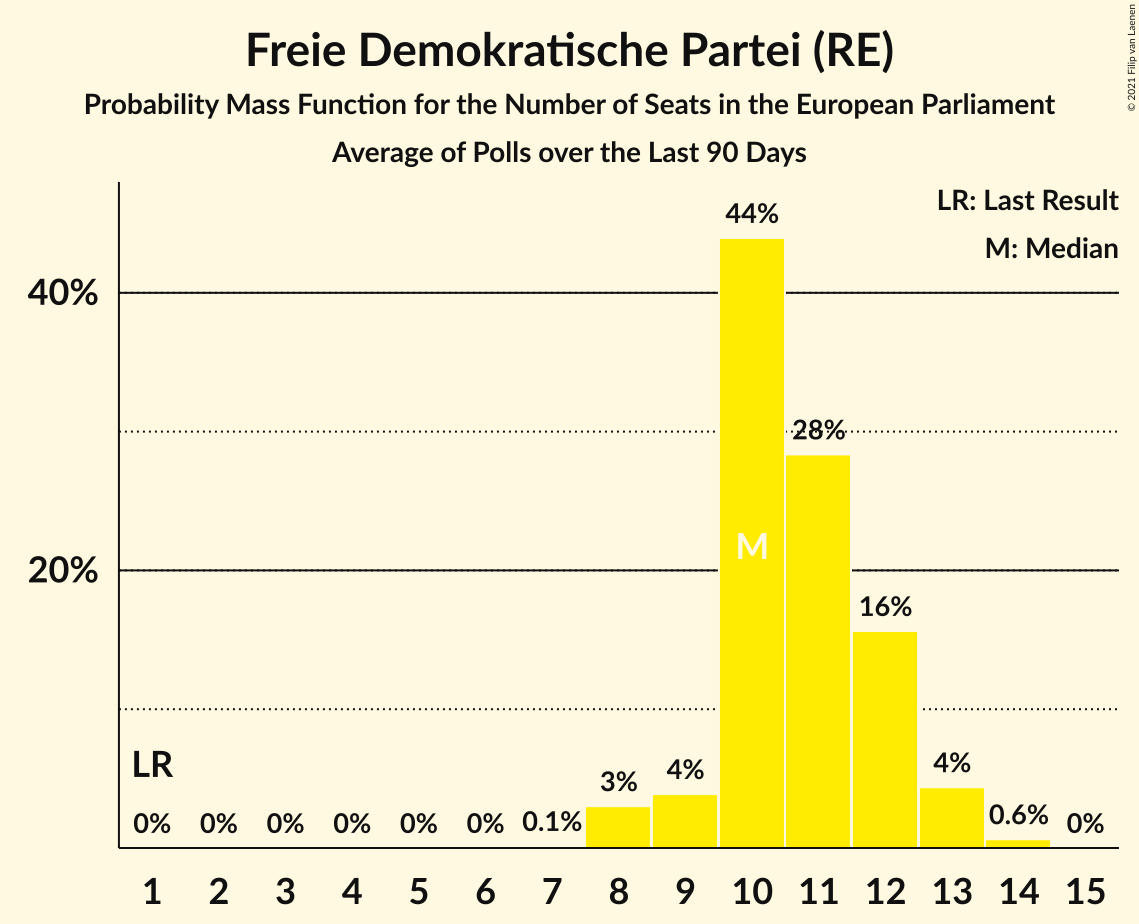 Freie Demokratische Partei (RE)
Probability Mass Function for the Number of Seats in the European Parliament
Average of Polls over the Last 90 Days
© 2021 Filip van Laenen
LR: Last Result
M: Median
44%
40%
28%
M
20%
16%
LR
3%
4%
4%
0%
0%
0%
0%
0%
0%
0.1%
0.6%
0%
1 2 3 4 5 6 7 8 9 10 11 12 13 14 15